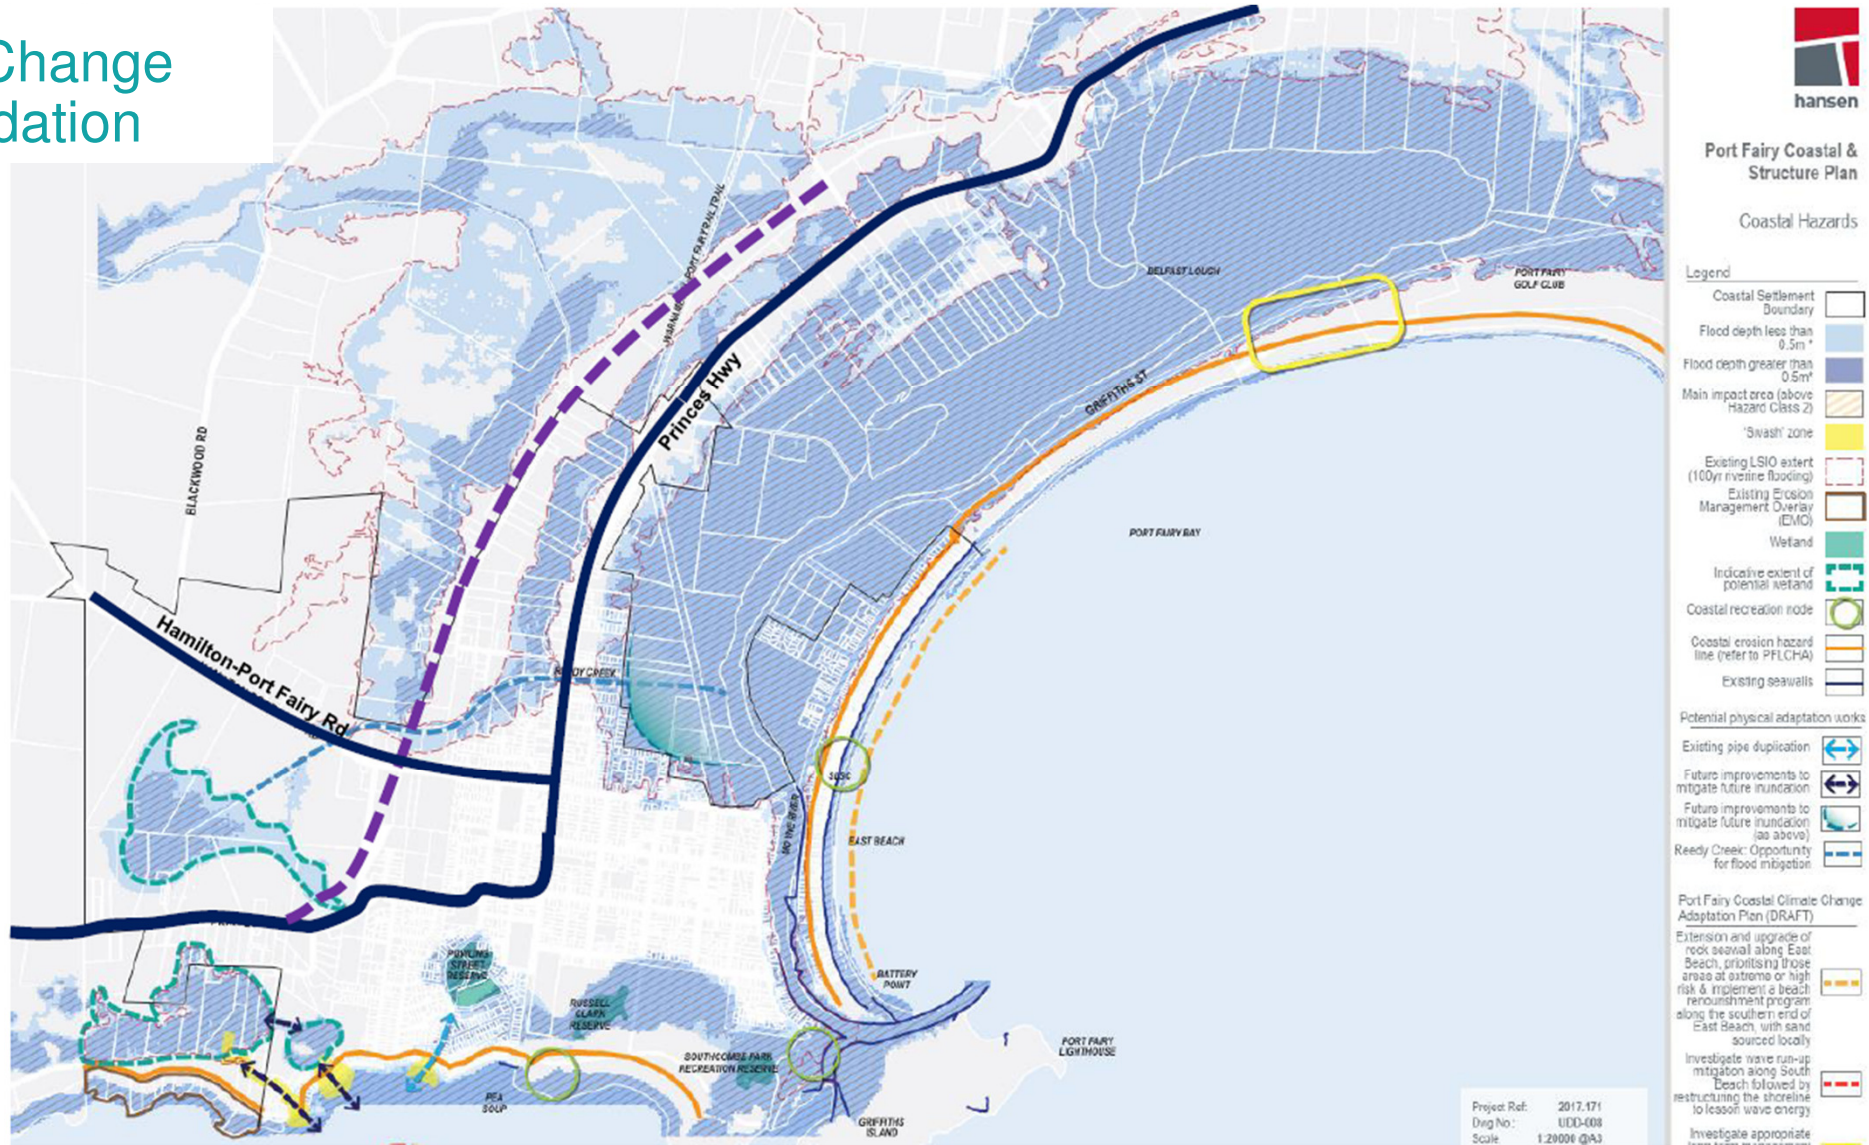 Change
dation
hansen
Port Fairy Coastal &
Structure Plan
Coastal Hazards
Legend
Coastal Settlement
Boundary
Flood depth less than
0.5m *
Flood depth greater than
0.5m*
Main impact area (above
Hazard Class 2)
'Swash' zone
Existing LSIO extent
(100yr riverine flooding)
Existing Erosion
Management Overlay
(EMO)
Wetland
Indicative extent of
potential wetland
Coastal recreation node
Coastal erosion hazard
line (refer to PFLCHA)
Existing seawalls
Potential physical adaptation works
Existing pipe duplication
Future improvements to
mitigate future inundation
Future improvements to
mitigate future inundation
(as above)
Reedy Creek: Opportunity
for flood mitigation
Port Fairy Coastal Climate Change
Adaptation Plan (DRAFT)
Extension and upgrade of
rock seawall along East
Beach, prioritising those
areas at extreme or high
risk & implement a beach
renourishment program
along the southern end of
East Beach, with sand
sourced locally
Investigate wave run-up
mitigation along South
Beach followed by
restructuring the shoreline
to lesson wave energy
Investigate appropriate
Project Ref: 2017.171
Dwg No.: UDD-008
Scale 1:20000 @A3
BLACKWOOD RD
PORT FAIRY RAIL TRAIL
Princes Hwy
Hamilton-Port Fairy Rd
BELFAST LOUGH
PORT FAIRY
GOLF CLUB
GRIFFITHS ST
PORT FAIRY BAY
CREEK
EAST BEACH
BATTERY
POINT
STREET
RESERVE
RUSSELL
CLARK
RESERVE
SOUTHCOMBE PARK
RECREATION RESERVE
PEA
SOUP
GRIFFITHS
ISLAND
PORT FAIRY
LIGHTHOUSE